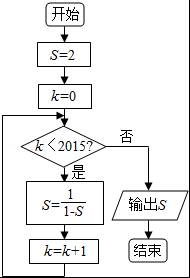 开始
S=2
k=0
k<2015?
否
是
S=1/(1-S)
输出S
k=k+1
结束